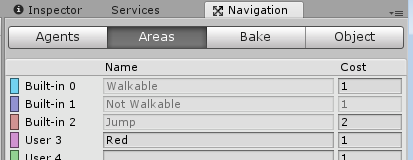 Inspector Services Navigation
Agents Areas Bake Object
Name Cost
Built-in 0 Walkable 1
Built-in 1 Not Walkable 1
Built-in 2 Jump 2
User 3 Red 1
User 4